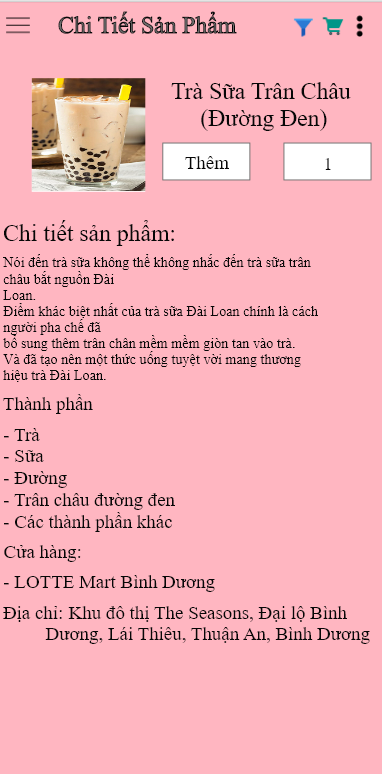 Chi Tiết Sản Phẩm
Trà Sữa Trân Châu
(Đường Đen)
Thêm
1
Chi tiết sản phẩm:
Nói đến trà sữa không thể không nhắc đến trà sữa trân
châu bắt nguồn Đài
Loan.
Điểm khác biệt nhất của trà sữa Đài Loan chính là cách
người pha chế đã
bổ sung thêm trân chân mềm mềm giòn tan vào trà.
Và đã tạo nên một thức uống tuyệt vời mang thương
hiệu trà Đài Loan.
Thành phần
- Trà
- Sữa
- Đường
- Trân châu đường đen
- Các thành phần khác
Cửa hàng:
- LOTTE Mart Bình Dương
Địa chỉ: Khu đô thị The Seasons, Đại lộ Bình
Dương, Lái Thiêu, Thuận An, Bình Dương